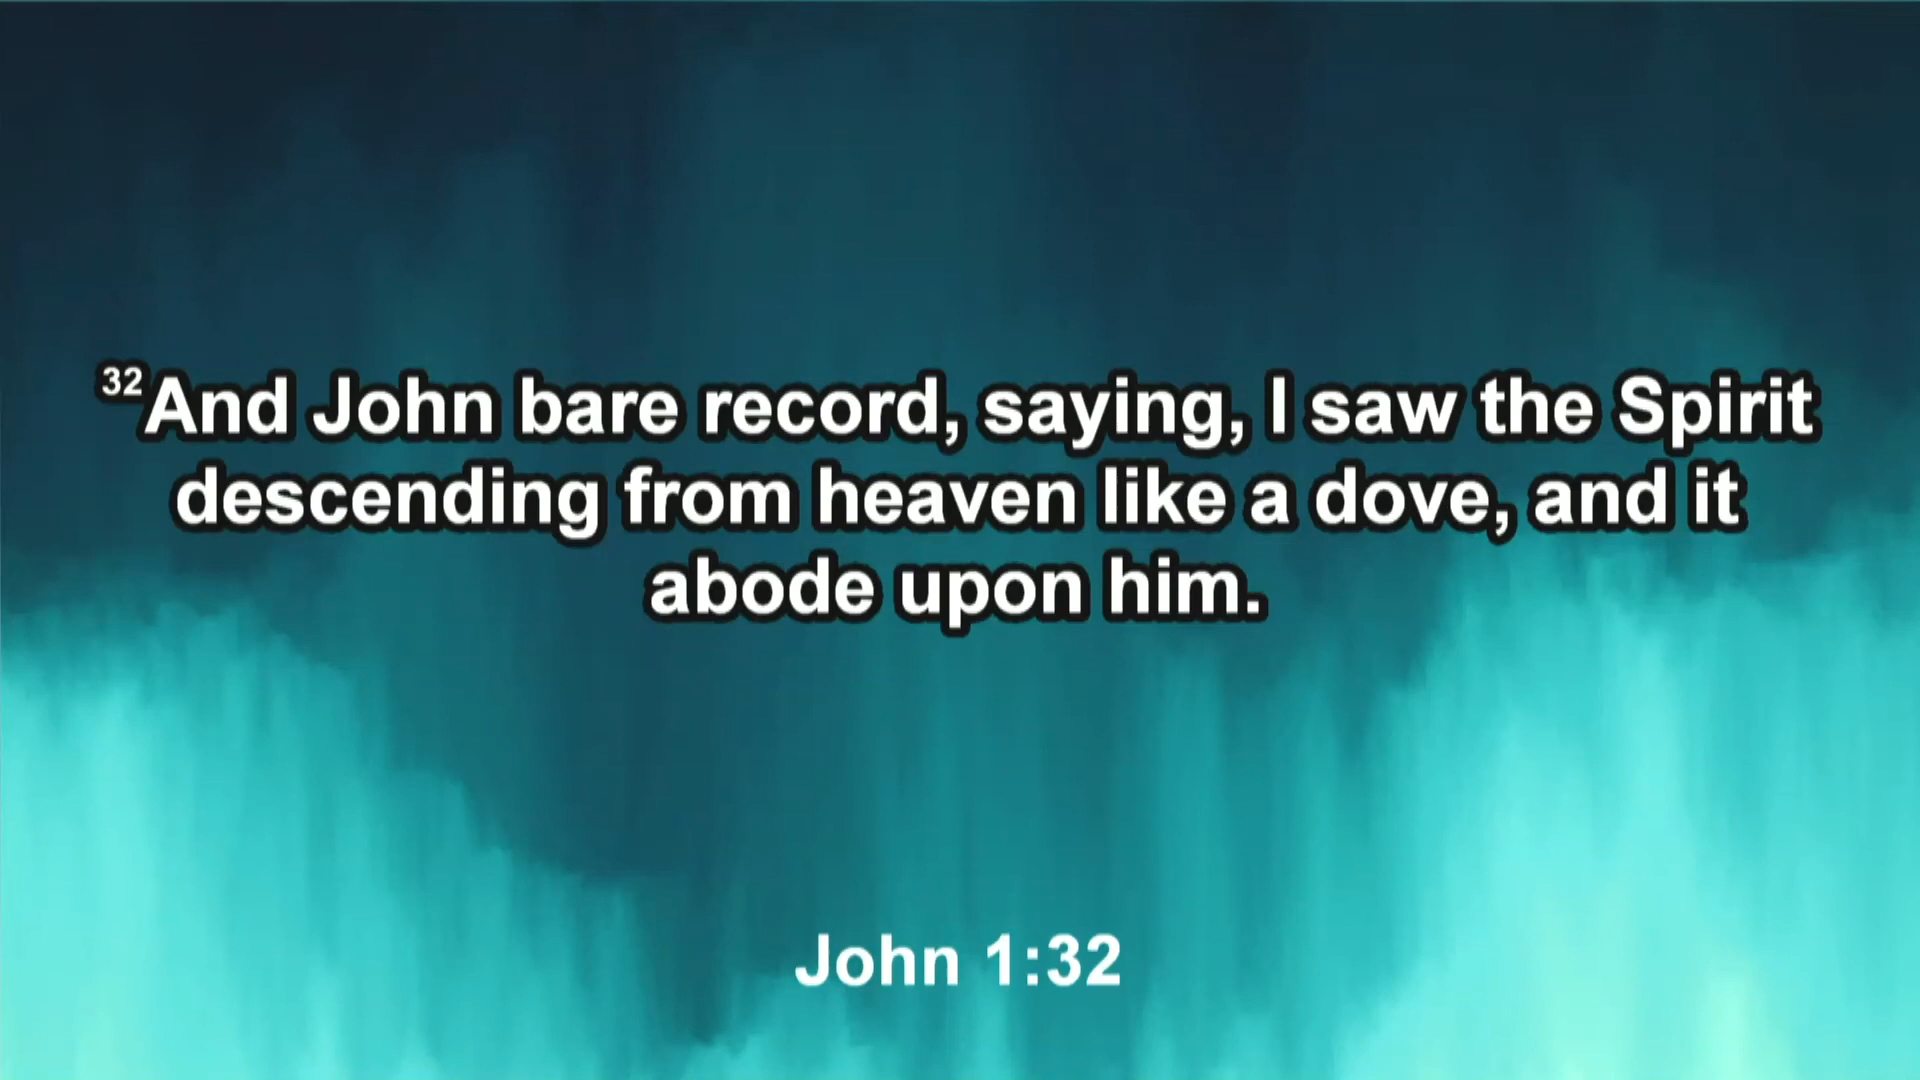 32And John bare record, saying, I saw the Spirit
descending from heaven like a dove, and it
abode upon him.
John 1:32